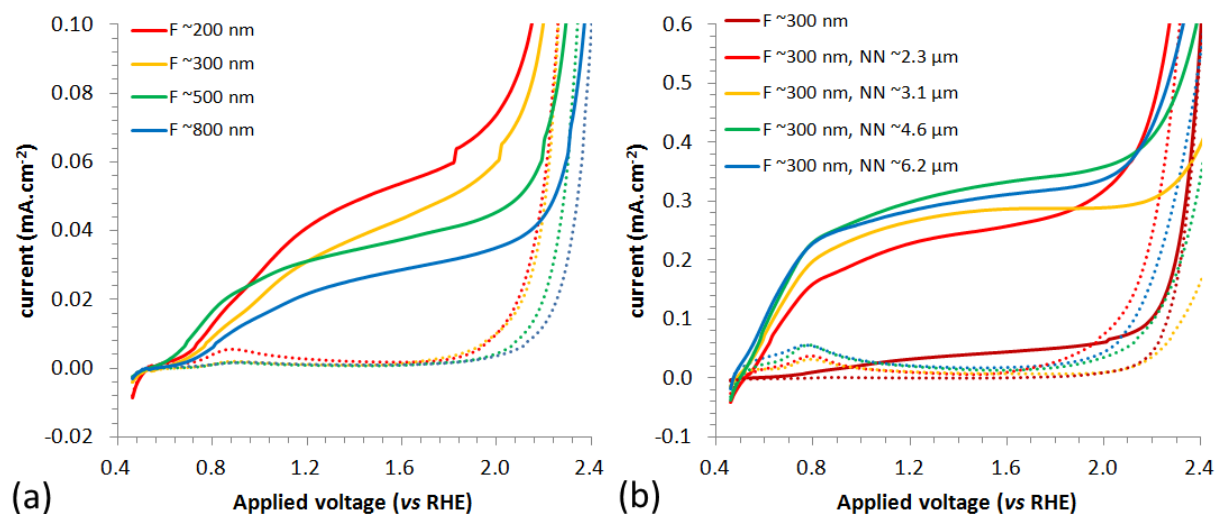 0.10
0.08
0.06
0.04
0.02
0.00
-0.02
current (mA.cm-2)
F ~200 nm
F ~300 nm
F ~500 nm
F ~800 nm
0.4
0.8
1.2
1.6
2.0
2.4
Applied voltage (vs RHE)
(a)
0.6
0.5
0.4
0.3
0.2
0.1
0.0
-0.1
current (mA.cm-2)
F ~300 nm
F ~300 nm, NN ~2.3 µm
F ~300 nm, NN ~3.1 µm
F ~300 nm, NN ~4.6 µm
F ~300 nm, NN ~6.2 µm
0.4
0.8
1.2
1.6
2.0
2.4
Applied voltage (vs RHE)
(b)